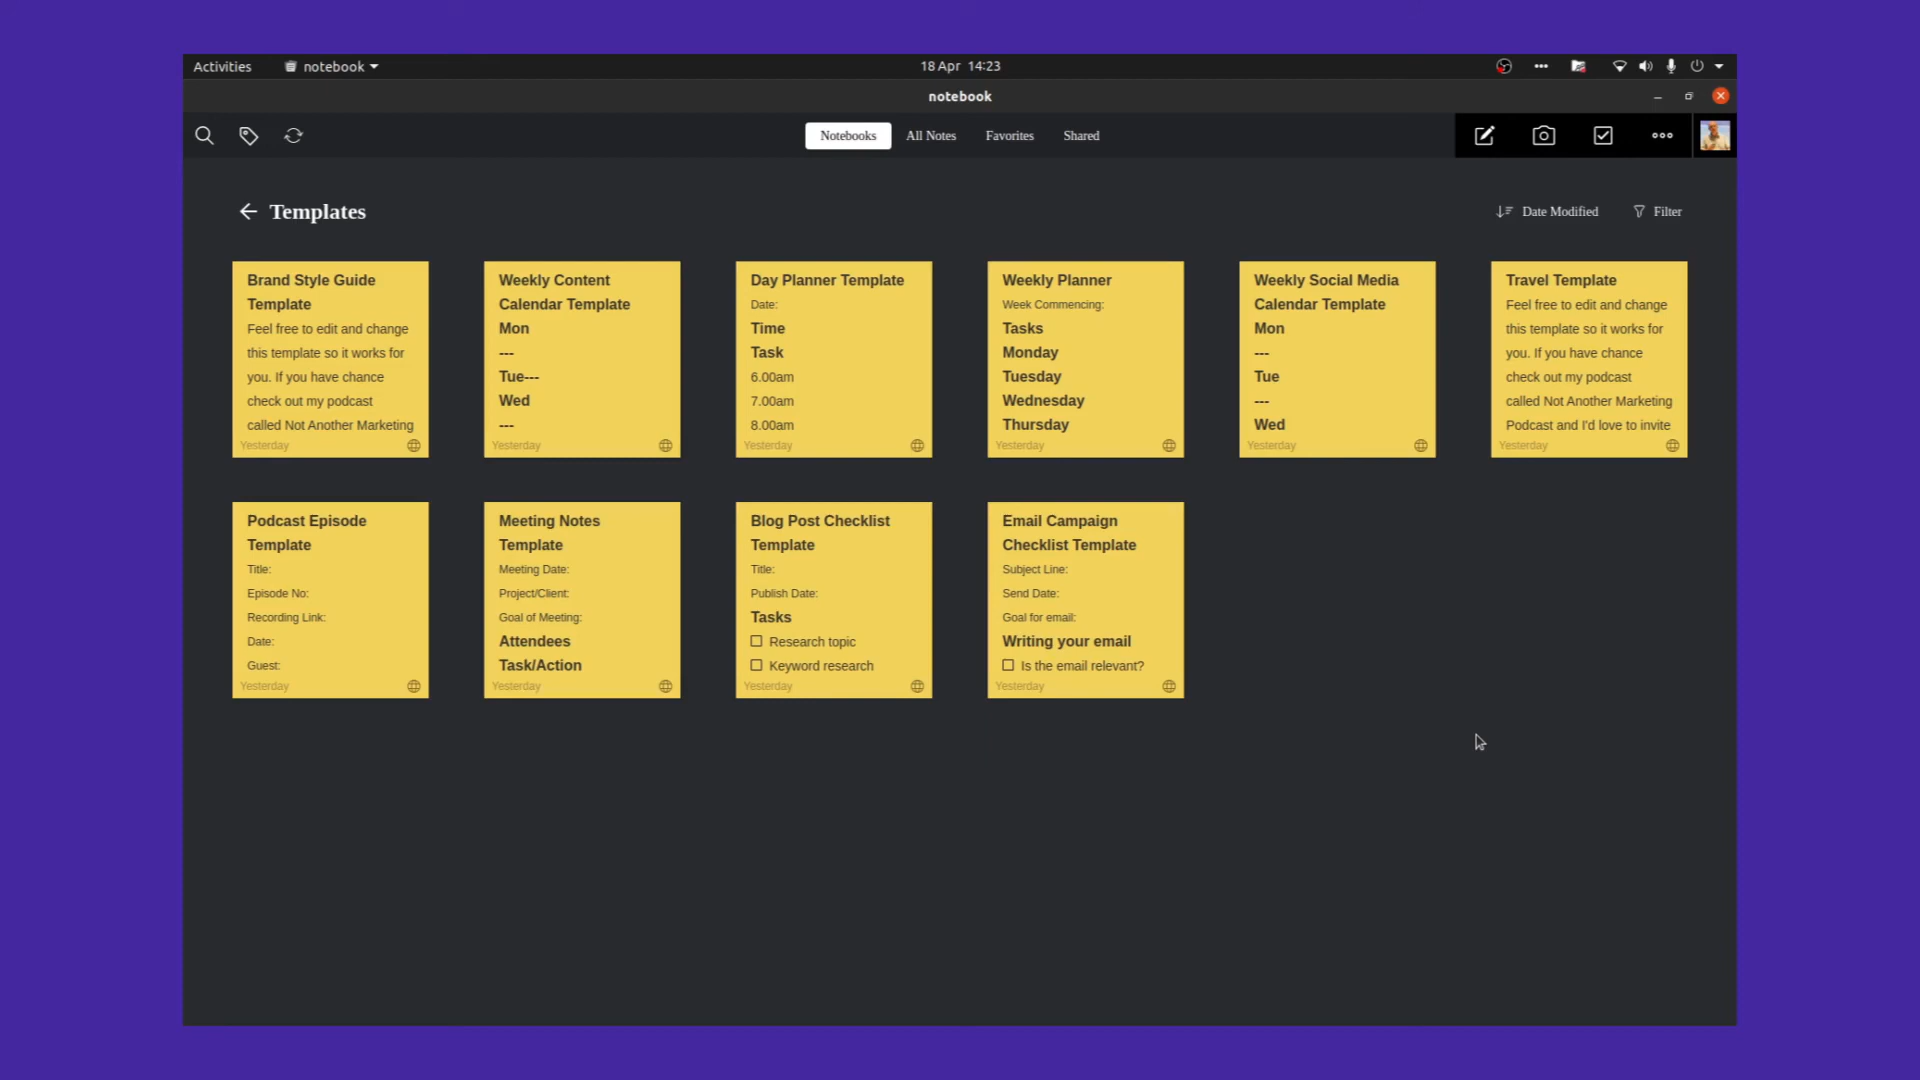 Activities notebook 18 Apr 14:23
notebook
Notebooks All Notes Favorites Shared
Templates Date Modified Filter
Brand Style Guide
Template
Feel free to edit and change
this template so it works for
you. If you have chance
check out my podcast
called Not Another Marketing
Yesterday
Weekly Content
Calendar Template
Mon
---
Tue---
Wed
---
Yesterday
Day Planner Template
Date:
Time
Task
6.00am
7.00am
8.00am
Yesterday
Weekly Planner
Week Commencing:
Tasks
Monday
Tuesday
Wednesday
Thursday
Yesterday
Weekly Social Media
Calendar Template
Mon
---
Tue
---
Wed
Yesterday
Travel Template
Feel free to edit and change
this template so it works for
you. If you have chance
check out my podcast
called Not Another Marketing
Podcast and I'd love to invite
Yesterday
Podcast Episode
Template
Title:
Episode No:
Recording Link:
Date:
Guest:
Yesterday
Meeting Notes
Template
Meeting Date:
Project/Client:
Goal of Meeting:
Attendees
Task/Action
Yesterday
Blog Post Checklist
Template
Title:
Publish Date:
Tasks
Research topic
Keyword research
Yesterday
Email Campaign
Checklist Template
Subject Line:
Send Date:
Goal for email:
Writing your email
Is the email relevant?
Yesterday